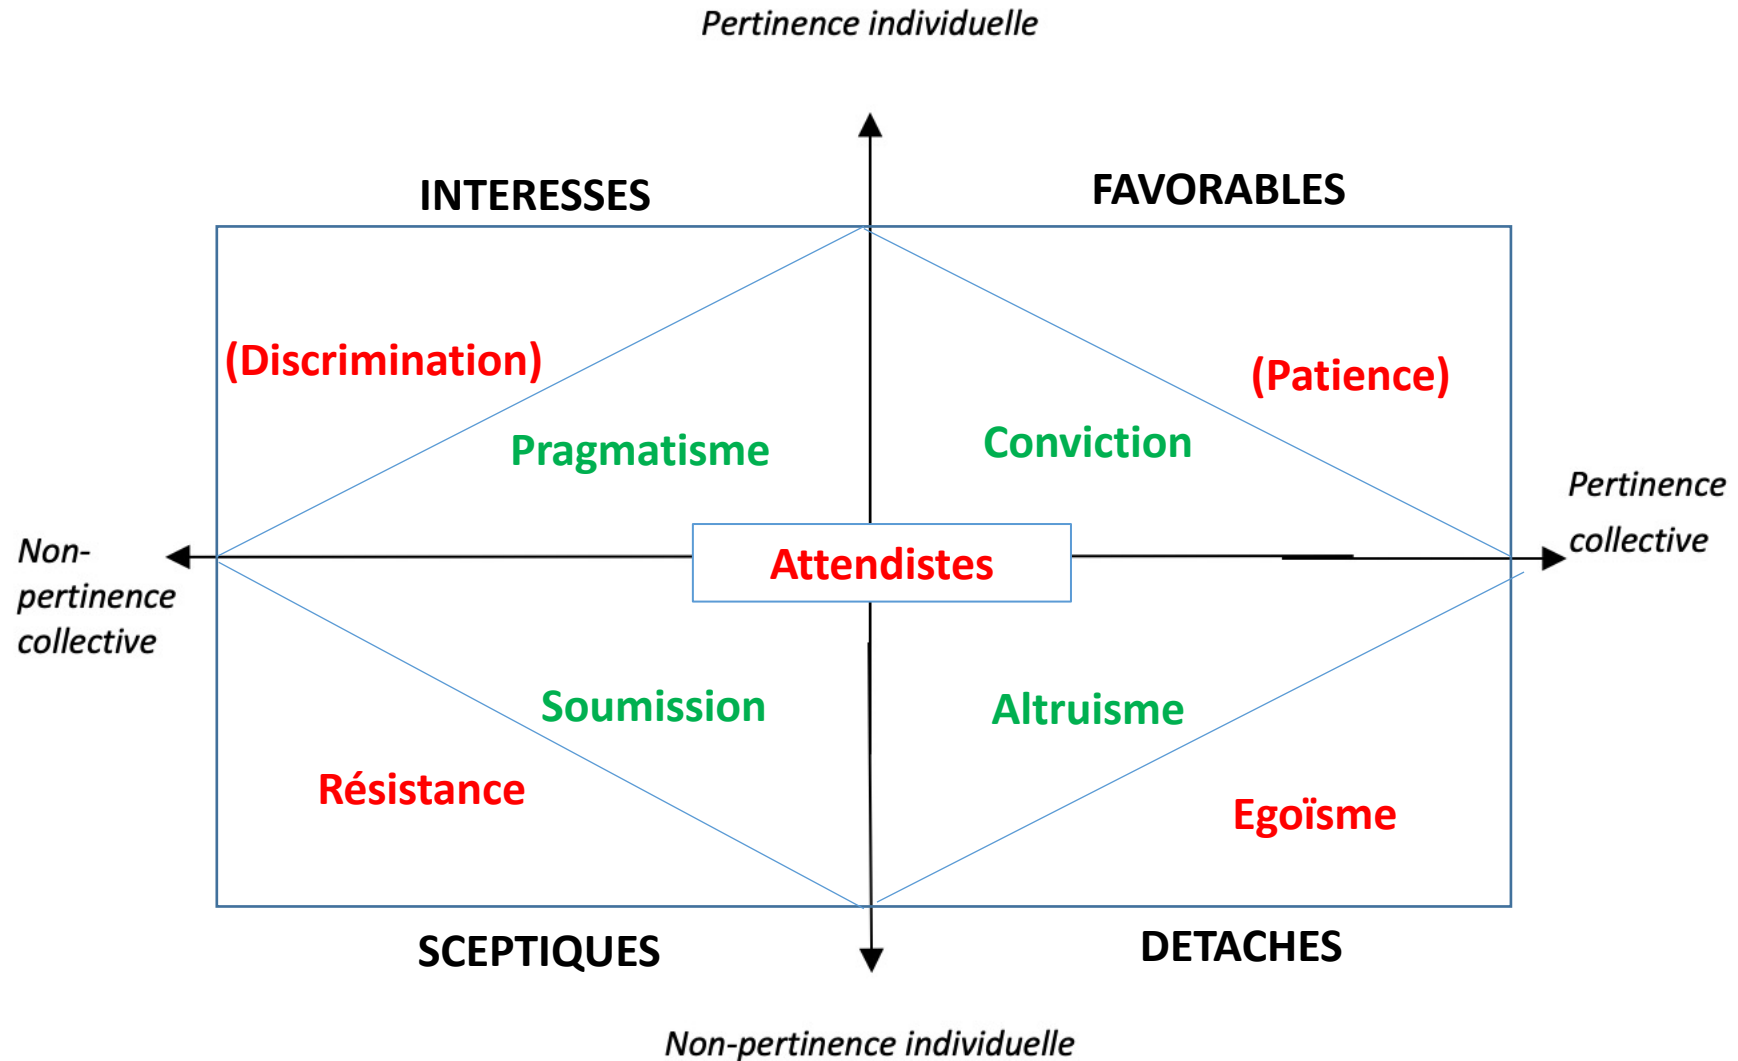 Pertinence individuelle
INTERESSES
FAVORABLES
(Discrimination)
(Patience)
Pragmatisme
Conviction
Pertinence
collective
Non-
pertinence
collective
Attendistes
Soumission
Altruisme
Résistance
Egoïsme
SCEPTIQUES
DETACHES
Non-pertinence individuelle